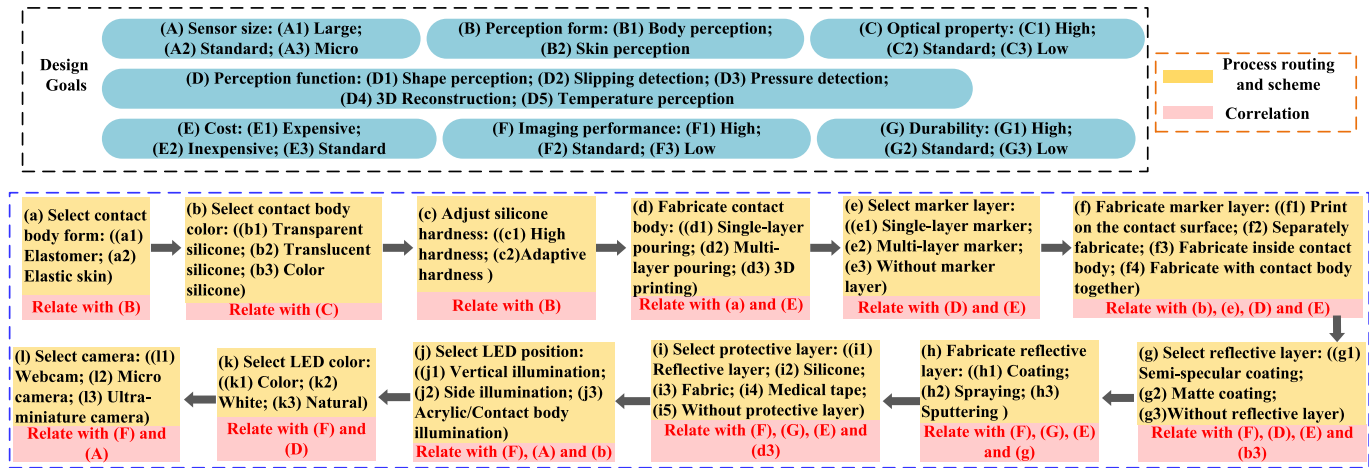 Design
Goals
(A) Sensor size: (A1) Large;
(A2) Standard; (A3) Micro
(B) Perception form: (B1) Body perception;
(B2) Skin perception
(C) Optical property: (C1) High;
(C2) Standard; (C3) Low
(D) Perception function: (D1) Shape perception; (D2) Slipping detection; (D3) Pressure detection;
(D4) 3D Reconstruction; (D5) Temperature perception
(E) Cost: (E1) Expensive;
(E2) Inexpensive; (E3) Standard
(F) Imaging performance: (F1) High;
(F2) Standard; (F3) Low
(G) Durability: (G1) High;
(G2) Standard; (G3) Low
Process routing
and scheme
Correlation
(a) Select contact
body form: ((a1)
Elastomer; (a2)
Elastic skin)
Relate with (B)
(b) Select contact body
color: ((b1) Transparent
silicone; (b2) Translucent
silicone; (b3) Color
silicone)
Relate with (C)
(c) Adjust silicone
hardness: ((c1) High
hardness; (c2)Adaptive
hardness )
Relate with (B)
(d) Fabricate contact
body: ((d1) Single-layer
pouring; (d2) Multi-
layer pouring; (d3) 3D
printing)
Relate with (a) and (E)
(e) Select marker layer:
((e1) Single-layer marker;
(e2) Multi-layer marker;
(e3) Without marker
layer)
Relate with (D) and (E)
(f) Fabricate marker layer: ((f1) Print
on the contact surface; (f2) Separately
fabricate; (f3) Fabricate inside contact
body; (f4) Fabricate with contact body
together)
Relate with (b), (e), (D) and (E)
(l) Select camera: ((l1)
Webcam; (l2) Micro
camera; (l3) Ultra-
miniature camera)
Relate with (F) and
(A)
(k) Select LED color:
((k1) Color; (k2)
White; (k3) Natural)
Relate with (F) and
(D)
(j) Select LED position:
((j1) Vertical illumination;
(j2) Side illumination; (j3)
Acrylic/Contact body
illumination)
Relate with (F), (A) and (b)
(i) Select protective layer: ((i1)
Reflective layer; (i2) Silicone;
(i3) Fabric; (i4) Medical tape;
(i5) Without protective layer)
Relate with (F), (G), (E) and
(d3)
(h) Fabricate reflective
layer: ((h1) Coating;
(h2) Spraying; (h3)
Sputtering )
Relate with (F), (G), (E)
and (g)
(g) Select reflective layer: ((g1)
Semi-specular coating;
(g2) Matte coating;
(g3)Without reflective layer)
Relate with (F), (D), (E) and
(b3)